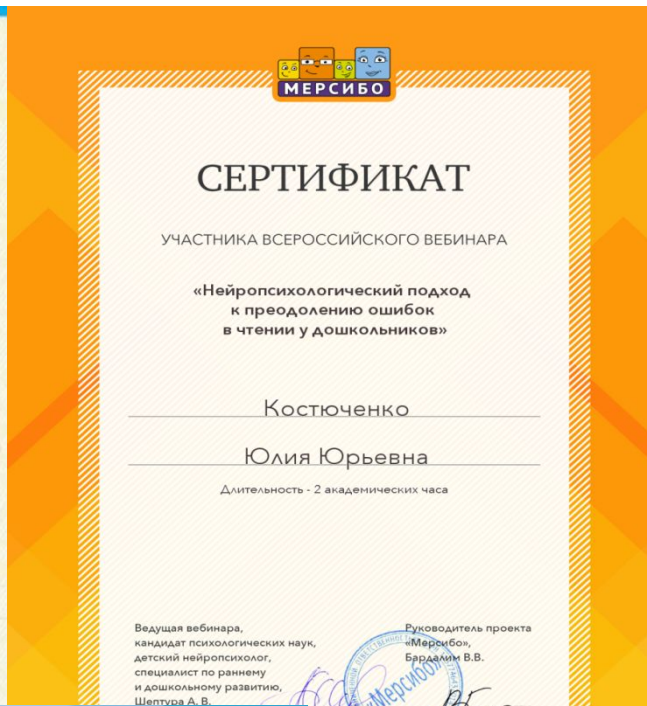 МЕРСИБО
СЕРТИФИКАТ
УЧАСТНИКА ВСЕРОССИЙСКОГО ВЕБИНАРА
«Нейропсихологический подход
к преодолению ошибок
в чтении у дошкольников»
Костюченко
Юлия Юрьевна
Длительность - 2 академических часа
Ведущая вебинара,
кандидат психологических наук,
детский нейропсихолог,
специалист по раннему
и дошкольному развитию,
Шептура А. В.
Руководитель проекта
«Мерсибо»,
Бардалим В.В.
«Мерсибо»